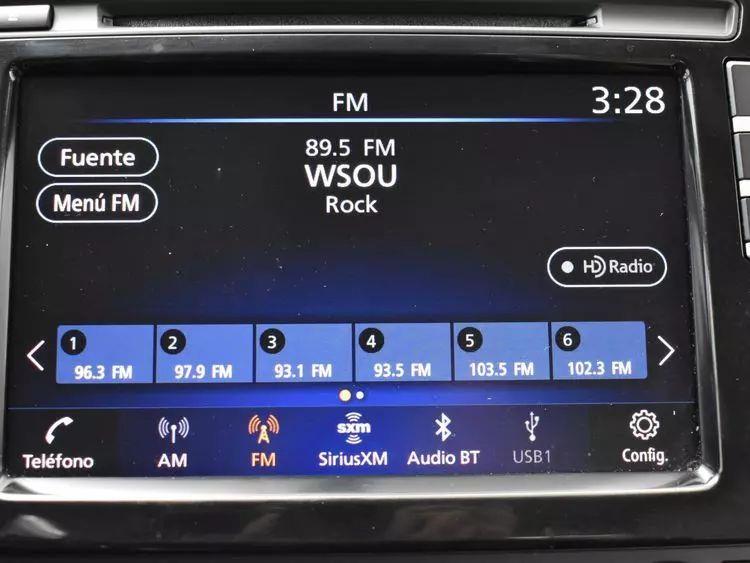 FM
3:28
Fuente
89.5 FM
WSOU
Menú FM
Rock
HD Radio
1
2
3
4
5
6
96.3 FM
97.9 FM
93.1 FM
93.5 FM
103.5 FM
102.3 FM
sxm
Teléfono
AM
FM
SiriusXM
Audio BT
USB1
Config.